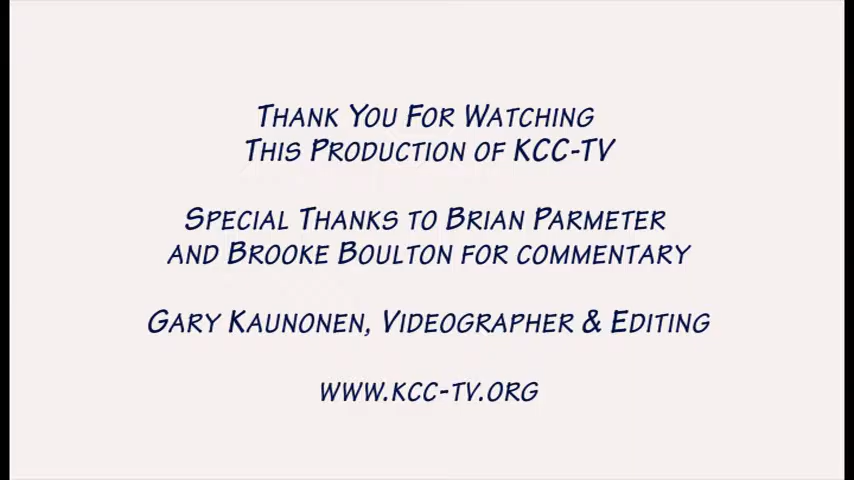 Thank You For Watching
This Production of KCC-TV
Special Thanks to Brian Parmeter
and Brooke Boulton for commentary
Gary Kaunonen, Videographer & Editing
www.kcc-tv.org